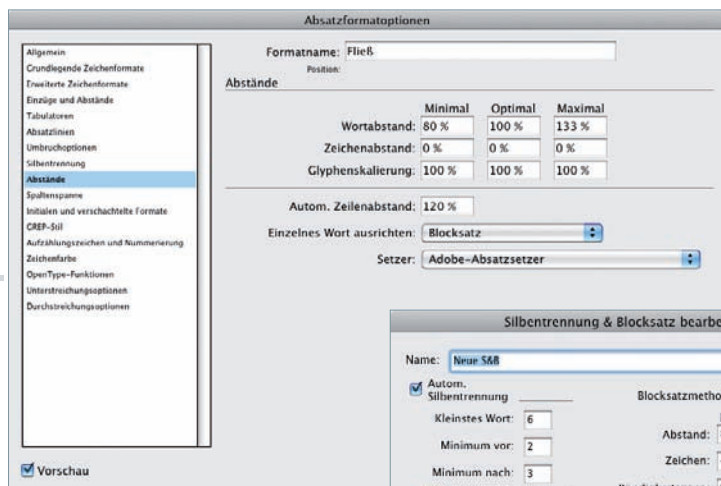 Absatzformatoptionen
Allgemein
Grundlegende Zeichenformate
Erweiterte Zeichenformate
Einzüge und Abstände
Tabulatoren
Absatzlinien
Umbruchoptionen
Silbentrennung
Abstände
Spaltenspanne
Initialen und verschachtelte Formate
GREP-Stil
Aufzählungszeichen und Nummerierung
Zeichenfarbe
OpenType-Funktionen
Unterstreichungsoptionen
Durchstreichungsoptionen
Vorschau
Formatname: Fließ
Position:
Abstände
Minimal Optimal Maximal
Wortabstand: 80 % 100 % 133 %
Zeichenabstand: 0 % 0 % 0 %
Glyphenskalierung: 100 % 100 % 100 %
Autom. Zeilenabstand: 120 %
Einzelnes Wort ausrichten: Blocksatz
Setzer: Adobe-Absatzsetzer
Silbentrennung & Blocksatz bearbe
Name: Neue S&B
Autom.
Silbentrennung Blocksatzmetho
Kleinstes Wort: 6
Abstand:
Minimum vor: 2
Zeichen:
Minimum nach: 3